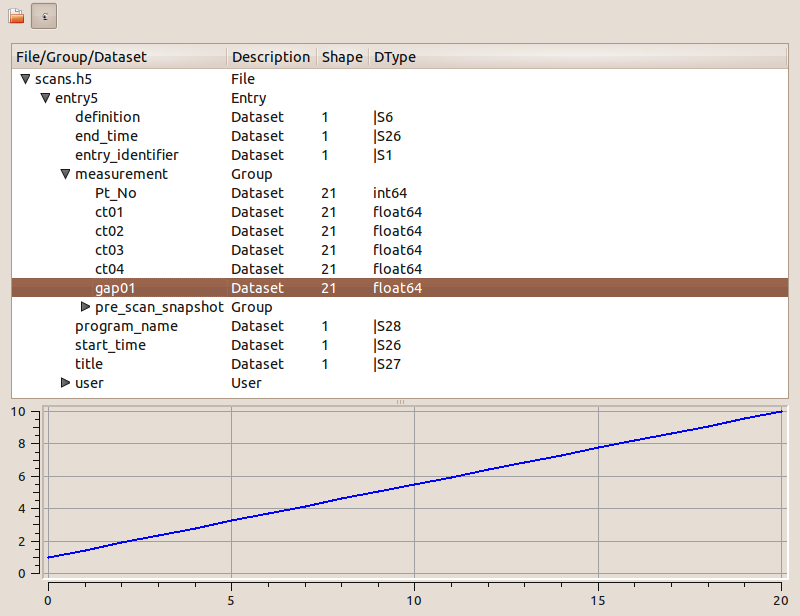 File/Group/Dataset Description Shape DType
scans.h5 File
entry5 Entry
definition Dataset 1 |S6
end_time Dataset 1 |S26
entry_identifier Dataset 1 |S1
measurement Group
Pt_No Dataset 21 int64
ct01 Dataset 21 float64
ct02 Dataset 21 float64
ct03 Dataset 21 float64
ct04 Dataset 21 float64
gap01 Dataset 21 float64
pre_scan_snapshot Group
program_name Dataset 1 |S28
start_time Dataset 1 |S26
title Dataset 1 |S27
user User
10
8
6
4
2
0
0 5 10 15 20